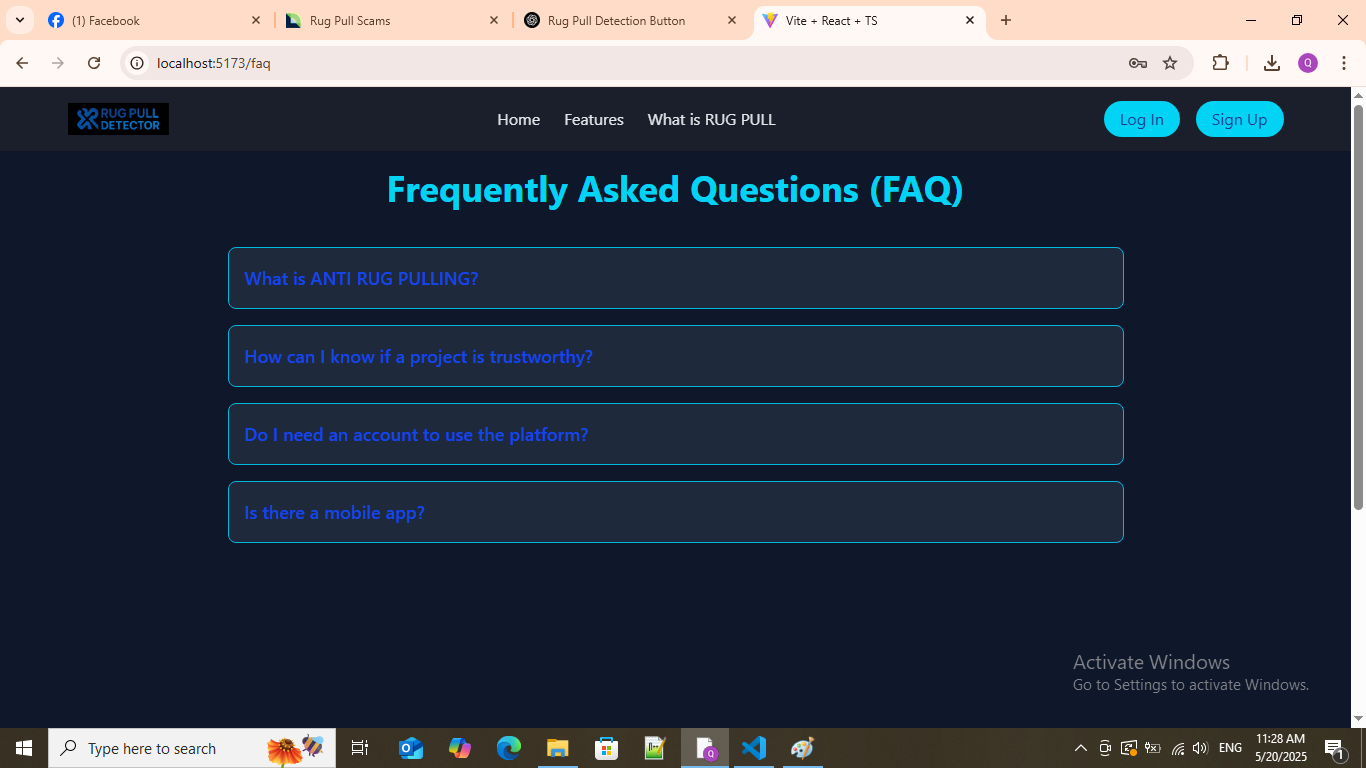 (1) Facebook
Rug Pull Scams
Rug Pull Detection Button
Vite + React + TS
localhost:5173/faq
Q
RUG PULL
DETECTOR
Home
Features
What is RUG PULL
Log In
Sign Up
Frequently Asked Questions (FAQ)
What is ANTI RUG PULLING?
How can I know if a project is trustworthy?
Do I need an account to use the platform?
Is there a mobile app?
Activate Windows
Go to Settings to activate Windows.
Type here to search
Q
ENG
11:28 AM
5/20/2025
1